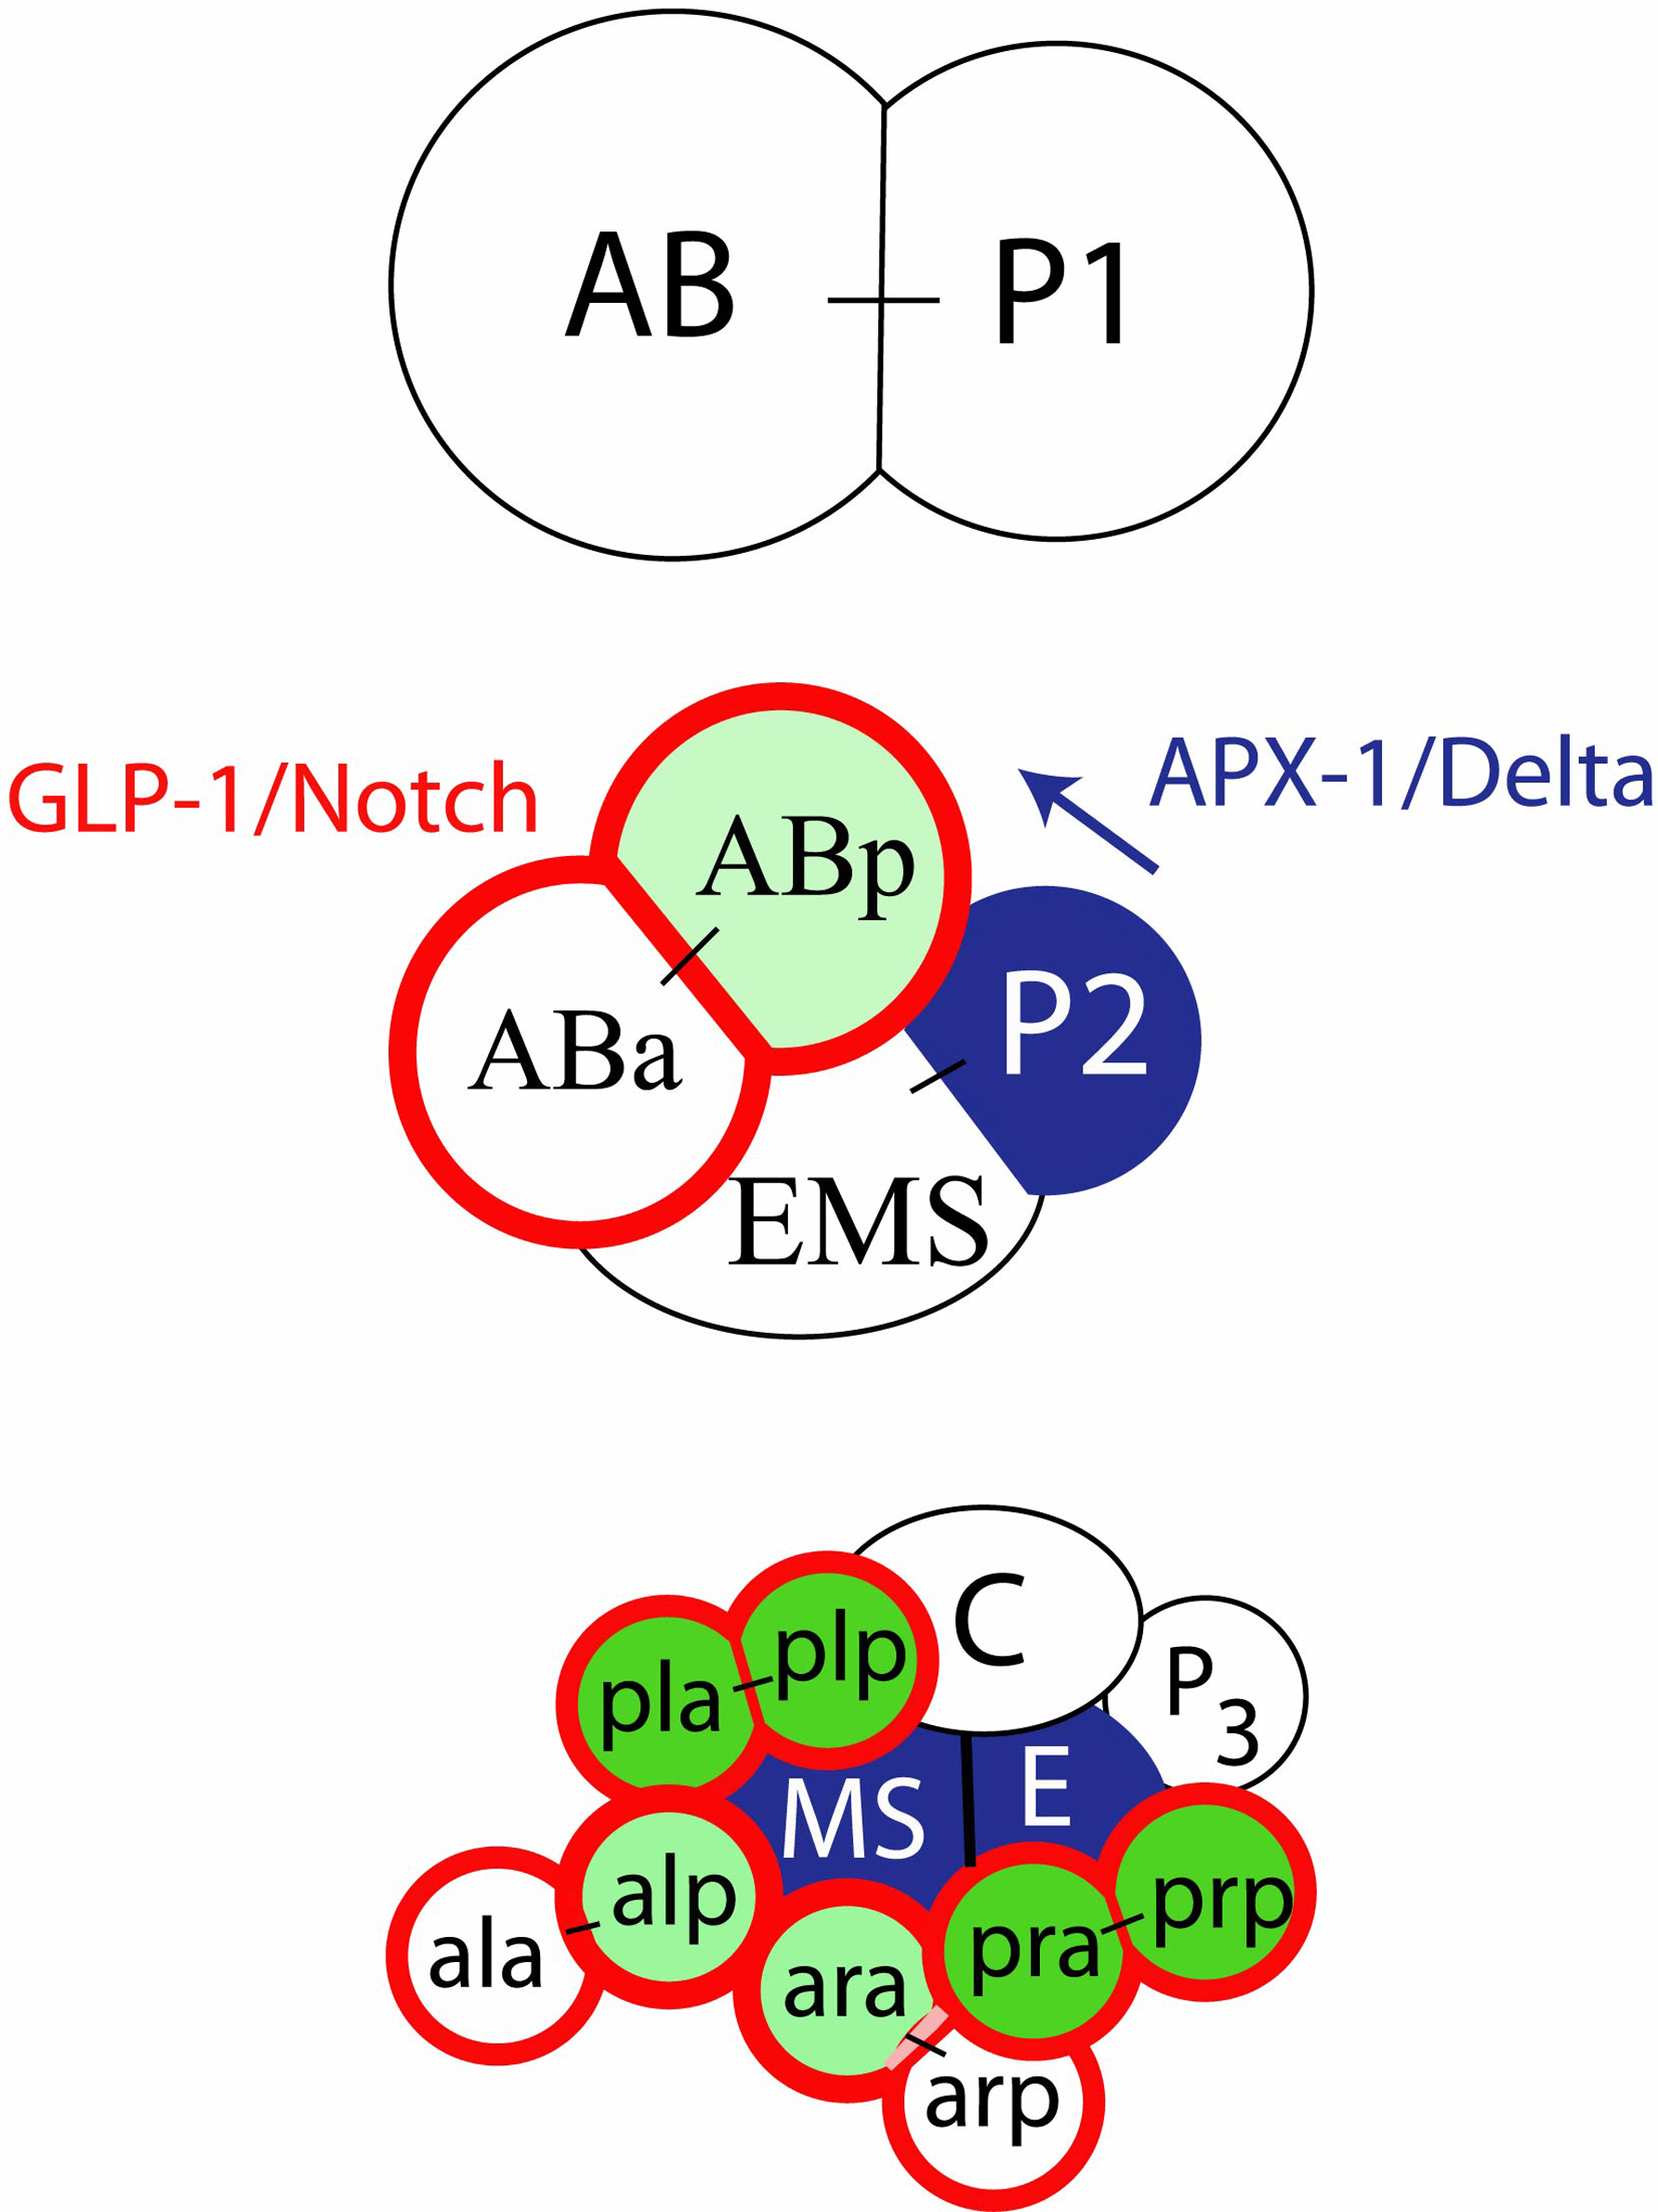 AB P1
GLP-1/Notch
APX-1/Delta
ABp
P2
ABa
EMS
C
plp
P3
pla
MS
E
alp
prp
ala
ara
pra
arp